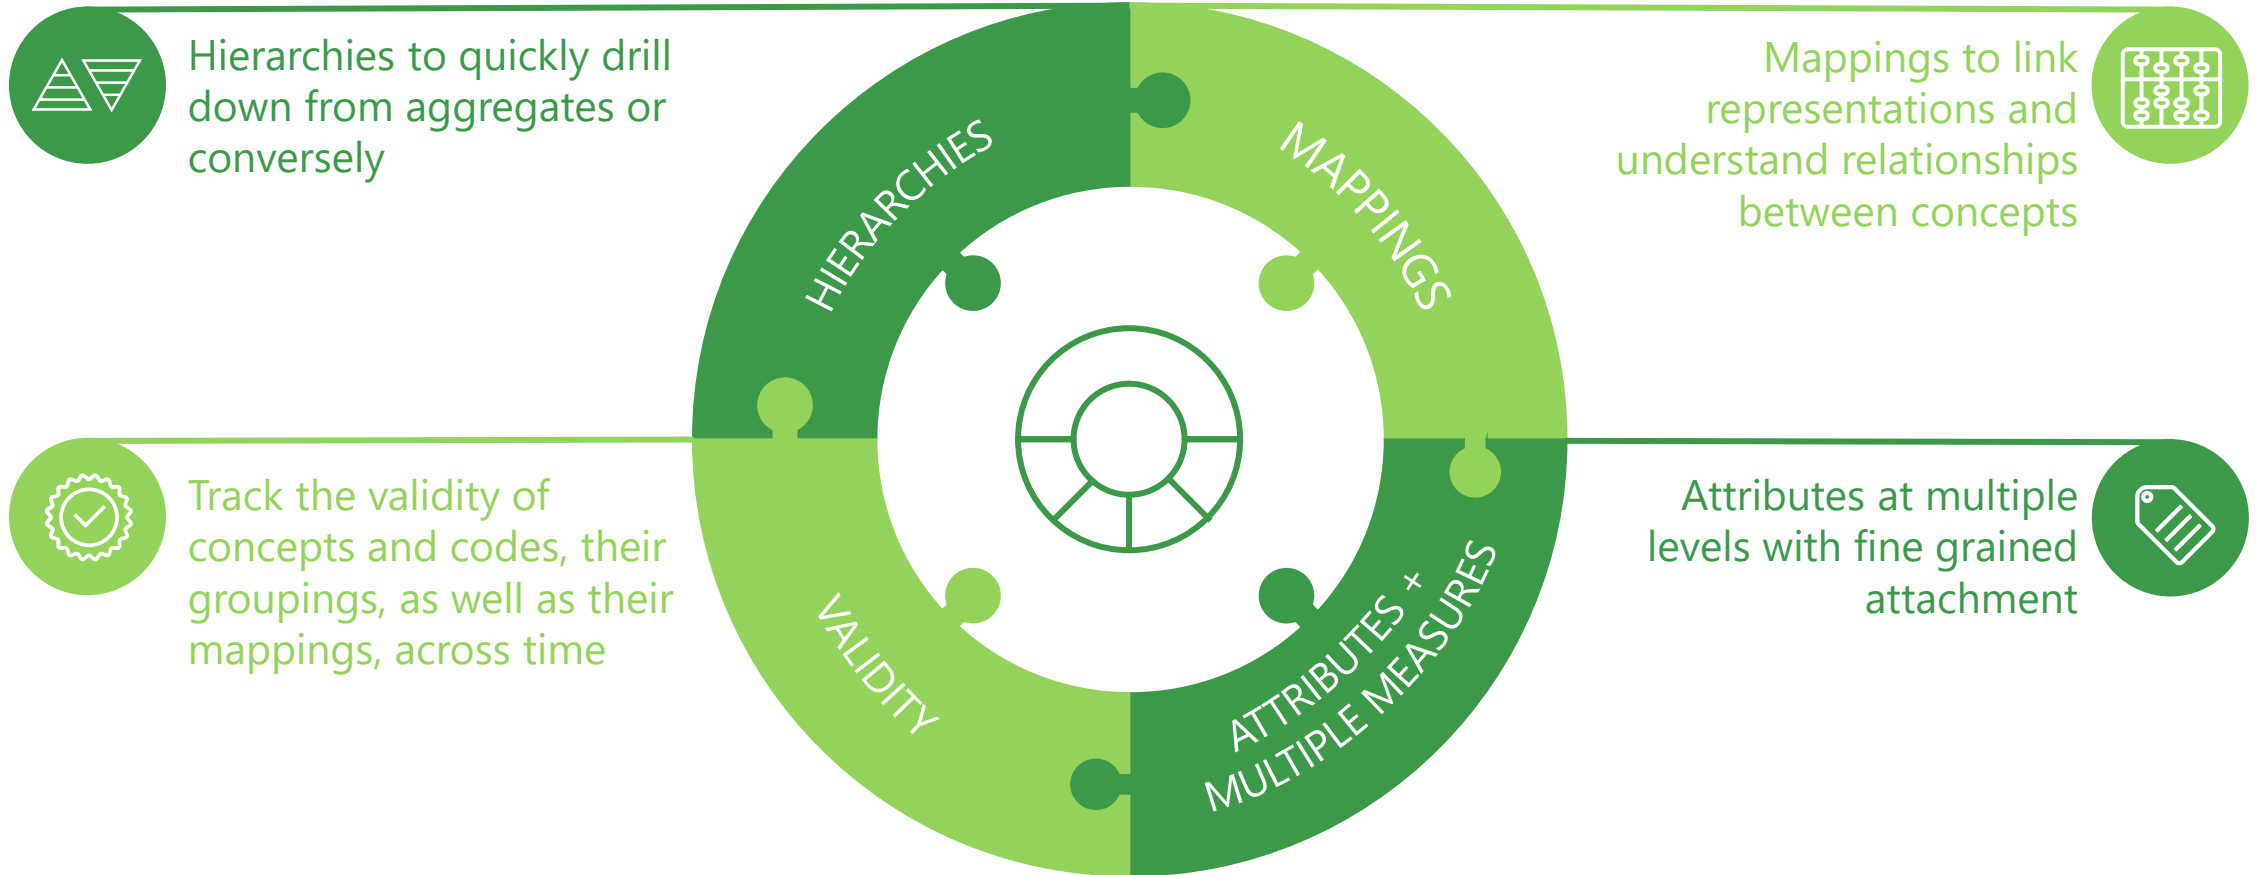 Hierarchies to quickly drill
down from aggregates or
conversely
Mappings to link
representations and
understand relationships
between concepts
HIERARCHIES
MAPPINGS
Track the validity of
concepts and codes, their
groupings, as well as their
mappings, across time
Attributes at multiple
levels with fine grained
attachment
VALIDITY
ATTRIBUTES +
MULTIPLE MEASURES